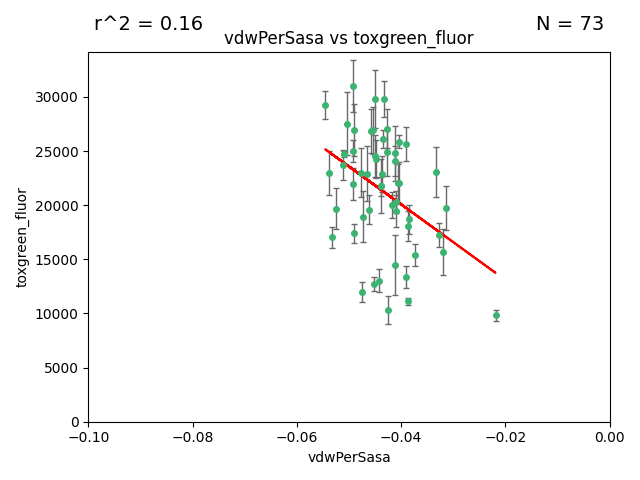 r^2 = 0.16
N = 73
vdwPerSasa vs toxgreen_fluor
toxgreen_fluor
30000
25000
20000
15000
10000
5000
0
−0.10
−0.08
−0.06
−0.04
−0.02
0.00
vdwPerSasa